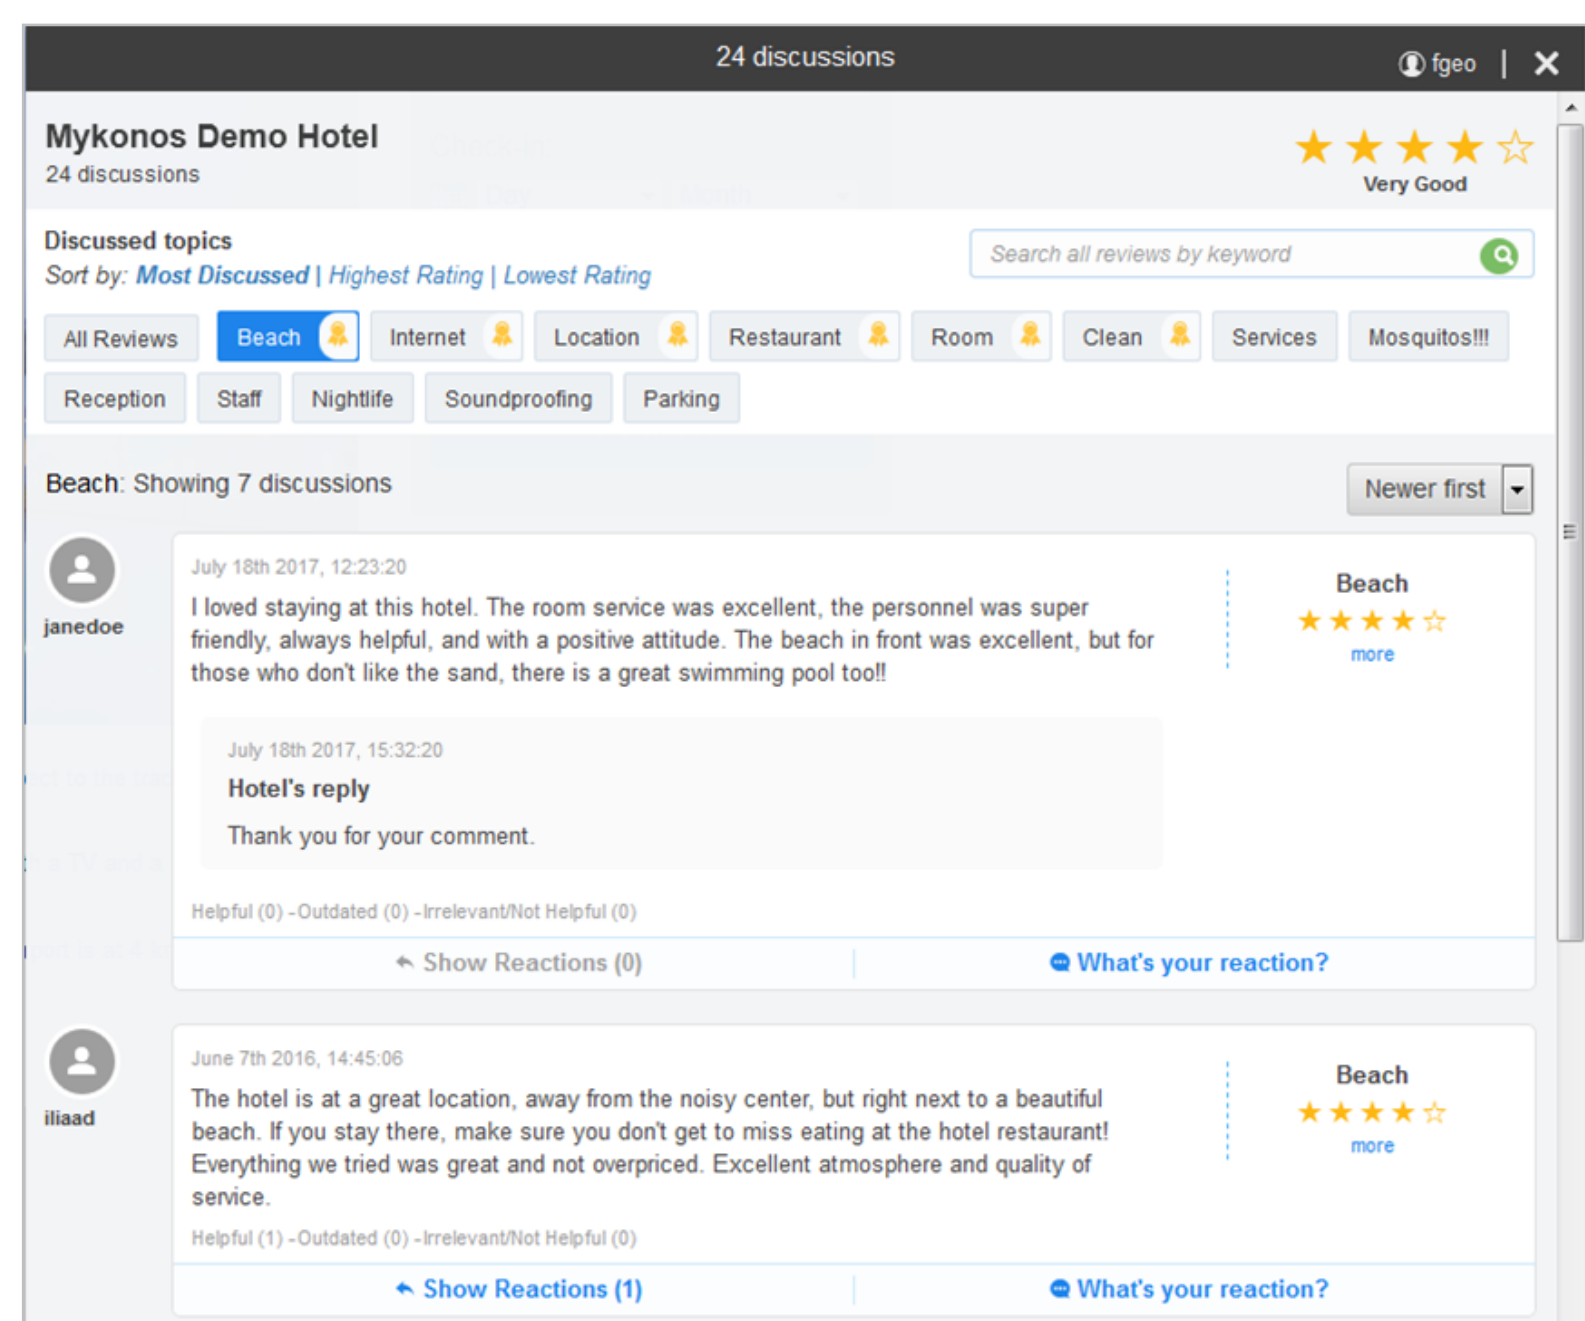 24 discussions
fgeo |
Mykonos Demo Hotel
24 discussions
Very Good
Discussed topics
Sort by: Most Discussed | Highest Rating | Lowest Rating
Search all reviews by keyword
All Reviews Beach Internet Location Restaurant Room Clean Services Mosquitos!!!
Reception Staff Nightlife Soundproofing Parking
Beach: Showing 7 discussions
Newer first
janedoe
July 18th 2017, 12:23:20
I loved staying at this hotel. The room service was excellent, the personnel was super
friendly, always helpful, and with a positive attitude. The beach in front was excellent, but for
those who don't like the sand, there is a great swimming pool too!!
Beach
more
July 18th 2017, 15:32:20
Hotel's reply
Thank you for your comment.
Helpful (0) -Outdated (0) -Irrelevant/Not Helpful (0)
Show Reactions (0)
What's your reaction?
iliaad
June 7th 2016, 14:45:06
The hotel is at a great location, away from the noisy center, but right next to a beautiful
beach. If you stay there, make sure you don't get to miss eating at the hotel restaurant!
Everything we tried was great and not overpriced. Excellent atmosphere and quality of
service.
Beach
more
Helpful (1) -Outdated (0) -Irrelevant/Not Helpful (0)
Show Reactions (1)
What's your reaction?